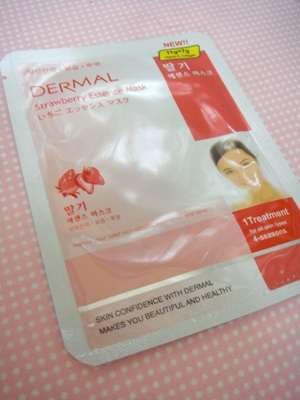 NEW!!
DERMAL
Strawberry Essence Mask
いちご エッセンス マスク
딸기
에센스 마스크
딸기
에센스 마스크
1Treatment
for all skin types
4-seasons
SKIN CONFIDENCE WITH DERMAL
MAKES YOU BEAUTIFUL AND HEALTHY